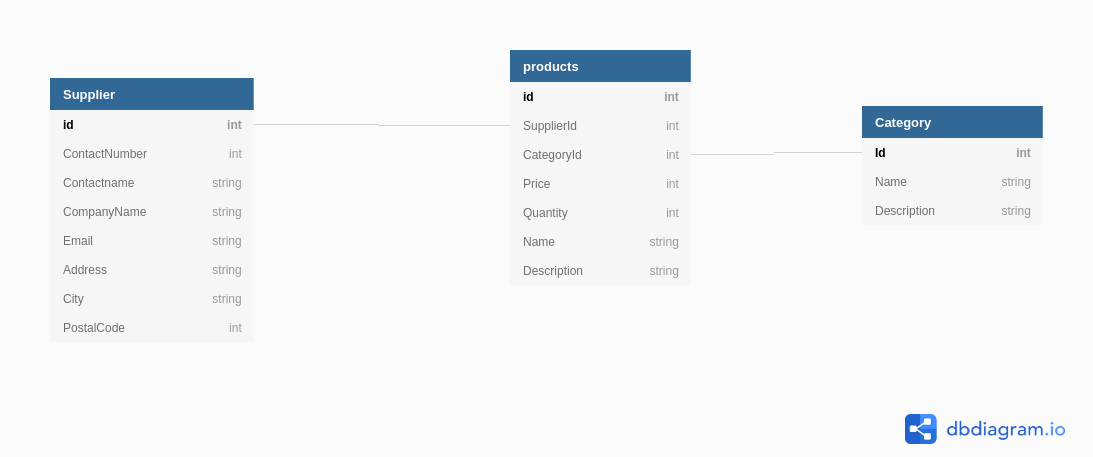 Supplier
id int
ContactNumber int
Contactname string
CompanyName string
Email string
Address string
City string
PostalCode int
products
id int
SupplierId int
CategoryId int
Price int
Quantity int
Name string
Description string
Category
Id int
Name string
Description string
dbdiagram.io